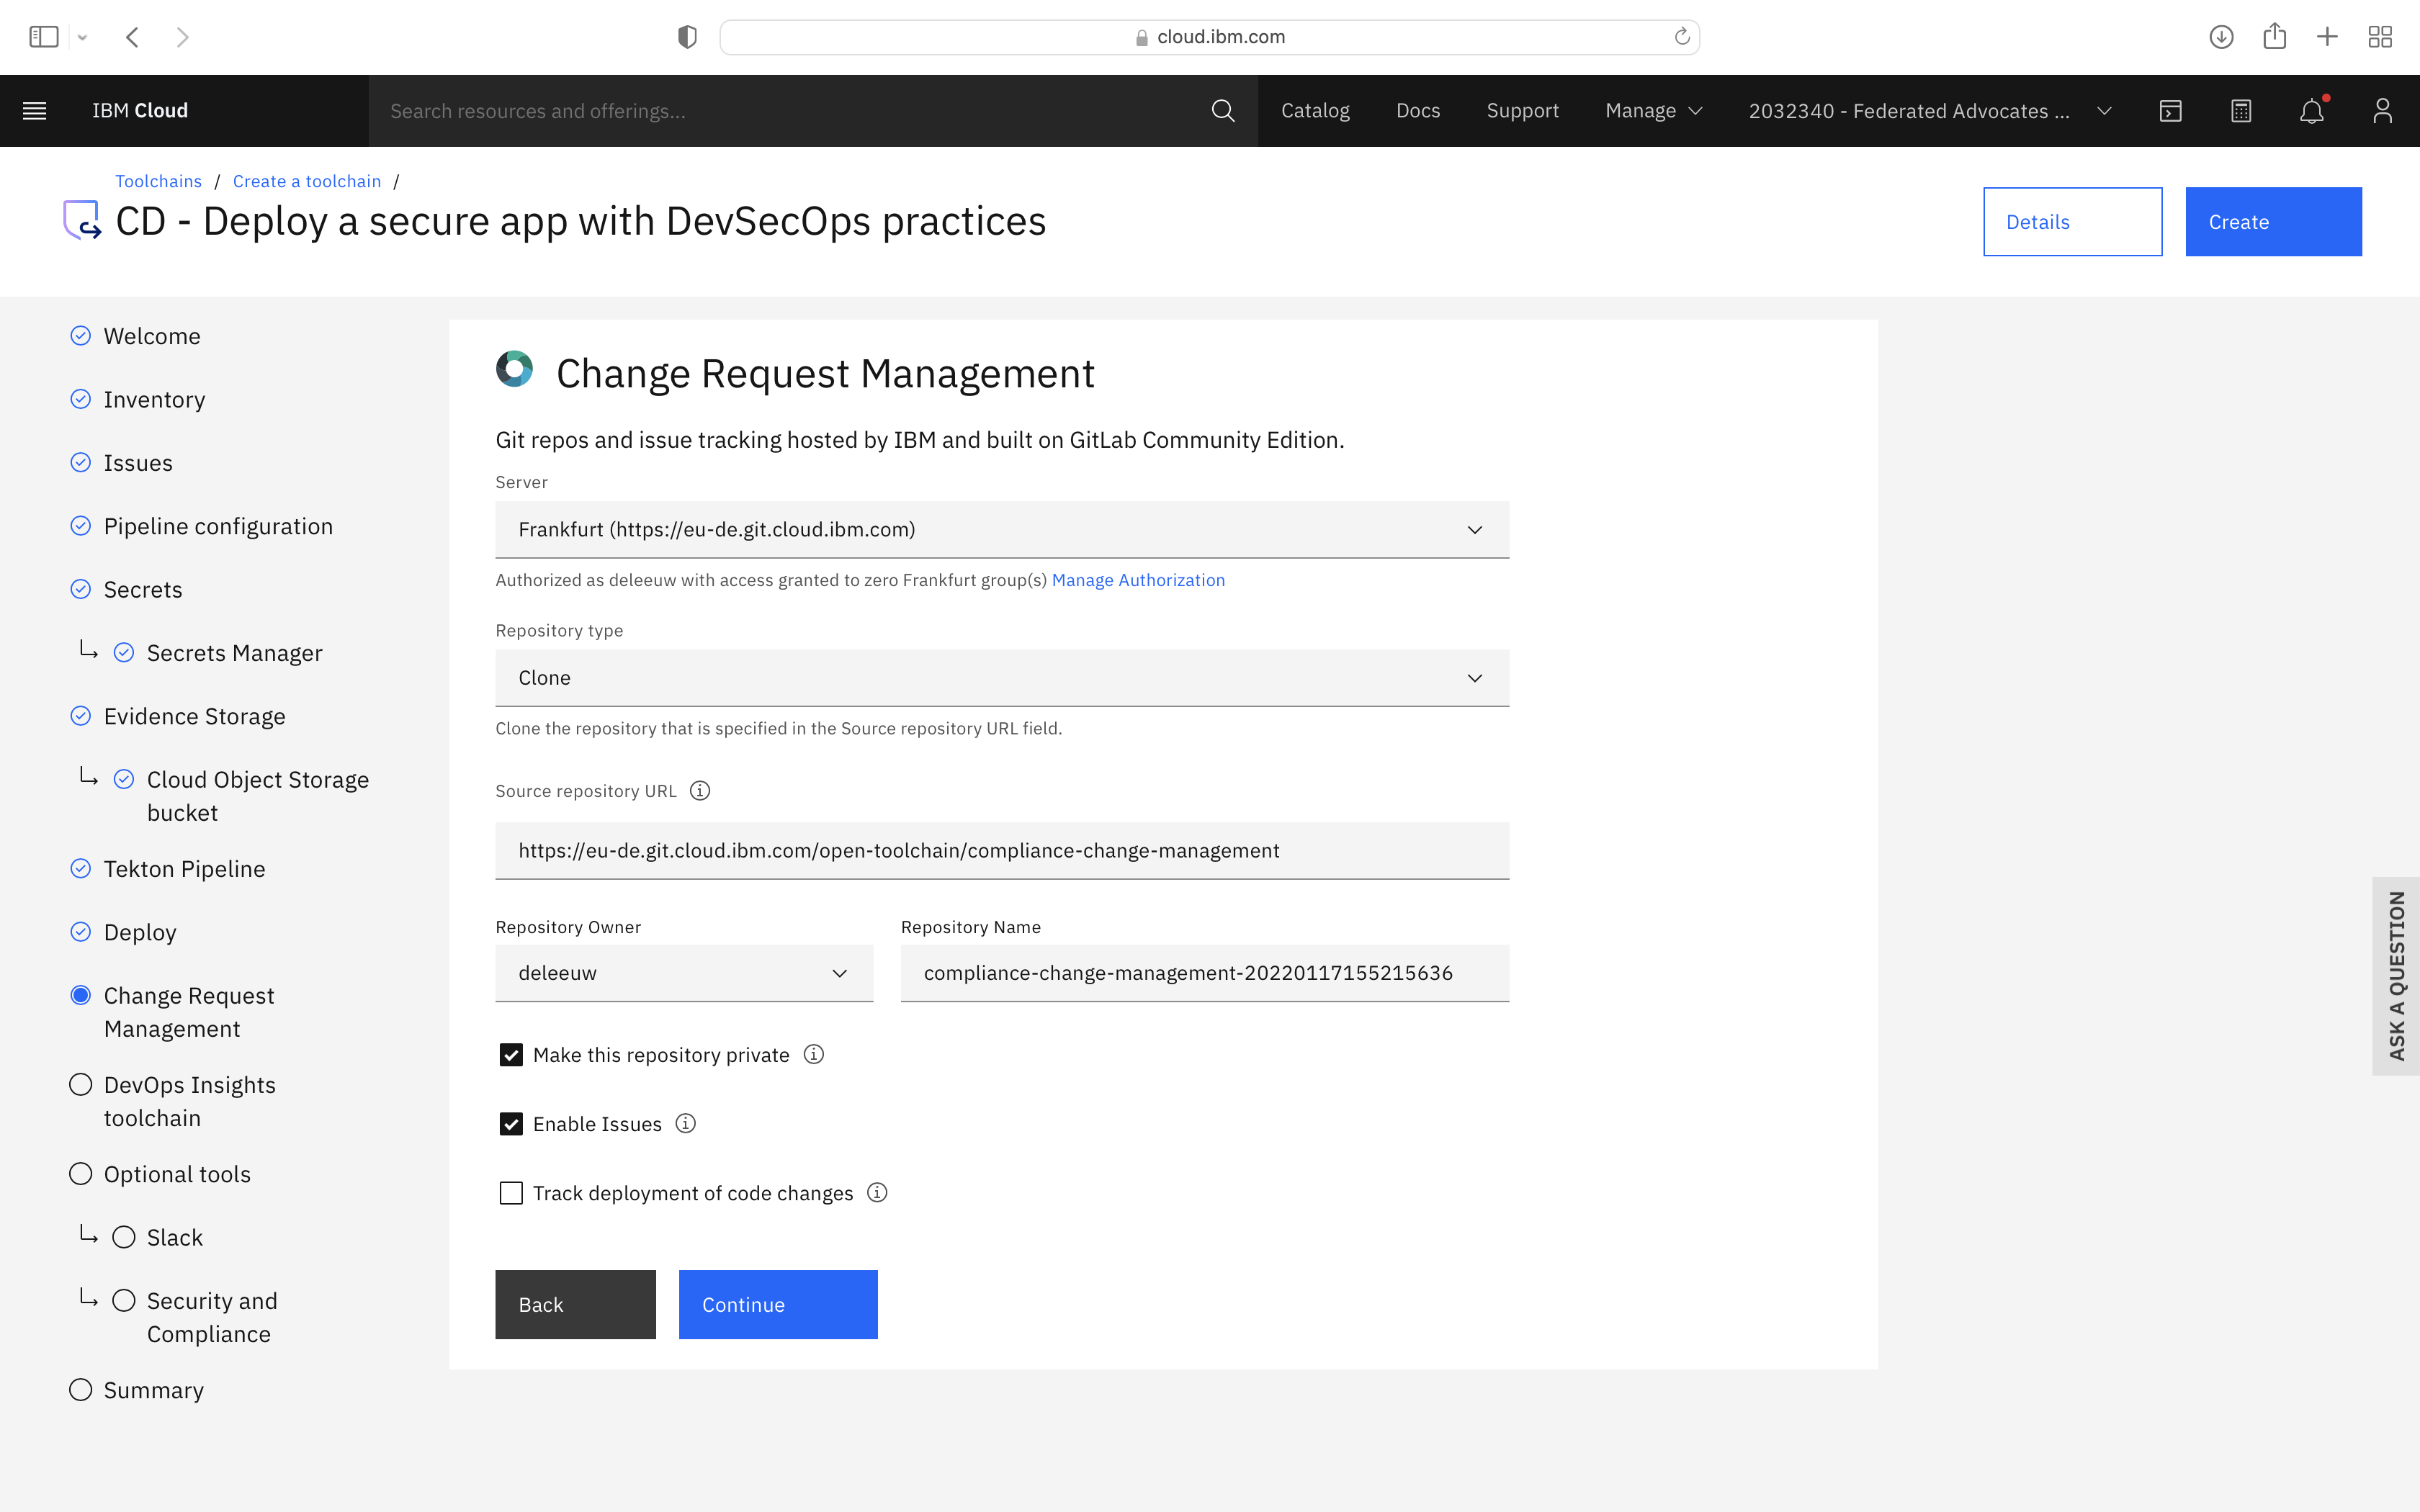 cloud.ibm.com
IBM Cloud
Search resources and offerings...
Catalog
Docs
Support
Manage
2032340 - Federated Advocates ...
Toolchains / Create a toolchain /
CD - Deploy a secure app with DevSecOps practices
Details
Create
Welcome
Inventory
Issues
Pipeline configuration
Secrets
Secrets Manager
Evidence Storage
Cloud Object Storage
bucket
Tekton Pipeline
Deploy
Change Request
Management
DevOps Insights
toolchain
Optional tools
Slack
Security and
Compliance
Summary
Change Request Management
Git repos and issue tracking hosted by IBM and built on GitLab Community Edition.
Server
Frankfurt (https://eu-de.git.cloud.ibm.com)
Authorized as deleeuw with access granted to zero Frankfurt group(s) Manage Authorization
Repository type
Clone
Clone the repository that is specified in the Source repository URL field.
Source repository URL
https://eu-de.git.cloud.ibm.com/open-toolchain/compliance-change-management
Repository Owner
Repository Name
deleeuw
compliance-change-management-20220117155215636
Make this repository private
Enable Issues
Track deployment of code changes
Back
Continue
ASK A QUESTION